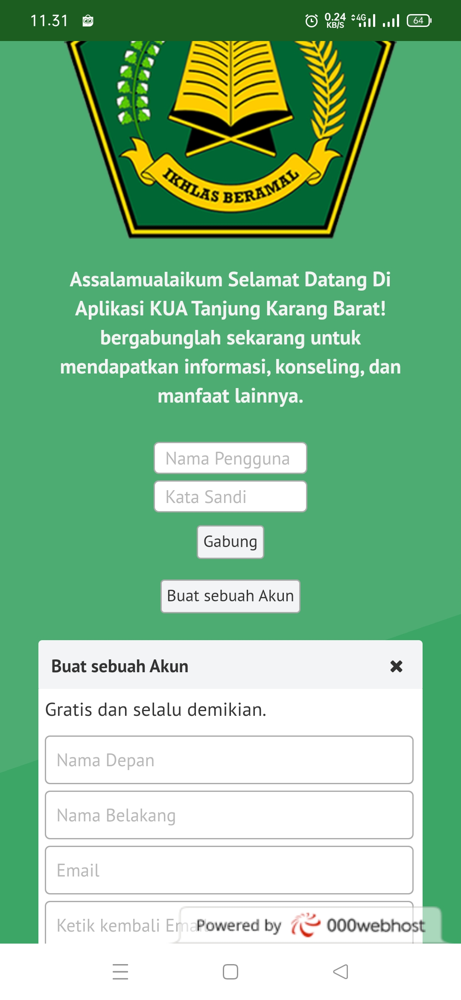 11.31
0.24
KB/S
4G
64
IKHLAS BERAMAL
Assalamualaikum Selamat Datang Di
Aplikasi KUA Tanjung Karang Barat!
bergabunglah sekarang untuk
mendapatkan informasi, konseling, dan
manfaat lainnya.
Nama Pengguna
Kata Sandi
Gabung
Buat sebuah Akun
Buat sebuah Akun
Gratis dan selalu demikian.
Nama Depan
Nama Belakang
Email
Ketik kembali Email
Powered by 000webhost